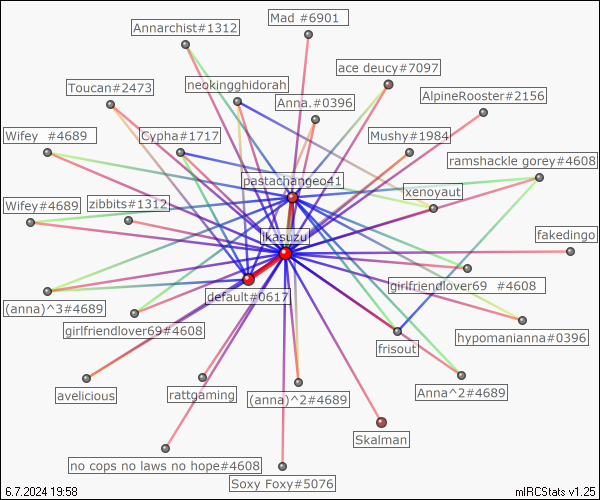 Mad #6901
Annarchist#1312
ace deucy#7097
Toucan#2473
neokingghidorah
Anna.#0396
AlpineRooster#2156
Wifey  #4689
Cypha#1717
Mushy#1984
ramshackle gorey#4608
pastachangeo41
xenoyaut
Wifey#4689
zibbits#1312
ikasuzu
fakedingo
default#0617
girlfriendlover69  #4608
(anna)^3#4689
girlfriendlover69#4608
hypomanianna#0396
frisout
avelicious
rattgaming
(anna)^2#4689
Anna^2#4689
Skalman
no cops no laws no hope#4608
Soxy Foxy#5076
6.7.2024 19:58
mIRCStats v1.25